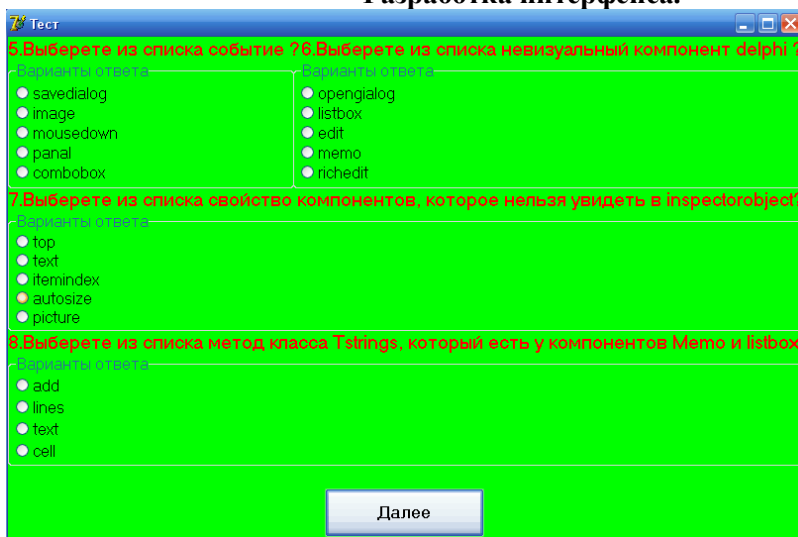 Разработка интерфейса.
Тест
5.Выберете из списка событие ?
Варианты ответа
savedialog
image
mousedown
panal
combobox
6.Выберете из списка невизуальный компонент delphi ?
Варианты ответа
opengialog
listbox
edit
memo
richedit
7.Выберете из списка свойство компонентов, которое нельзя увидеть в inspectorobject?
Варианты ответа
top
text
itemindex
autosize
picture
8.Выберете из списка метод класса Tstrings, который есть у компонентов Memo и listbox
Варианты ответа
add
lines
text
cell
Далее